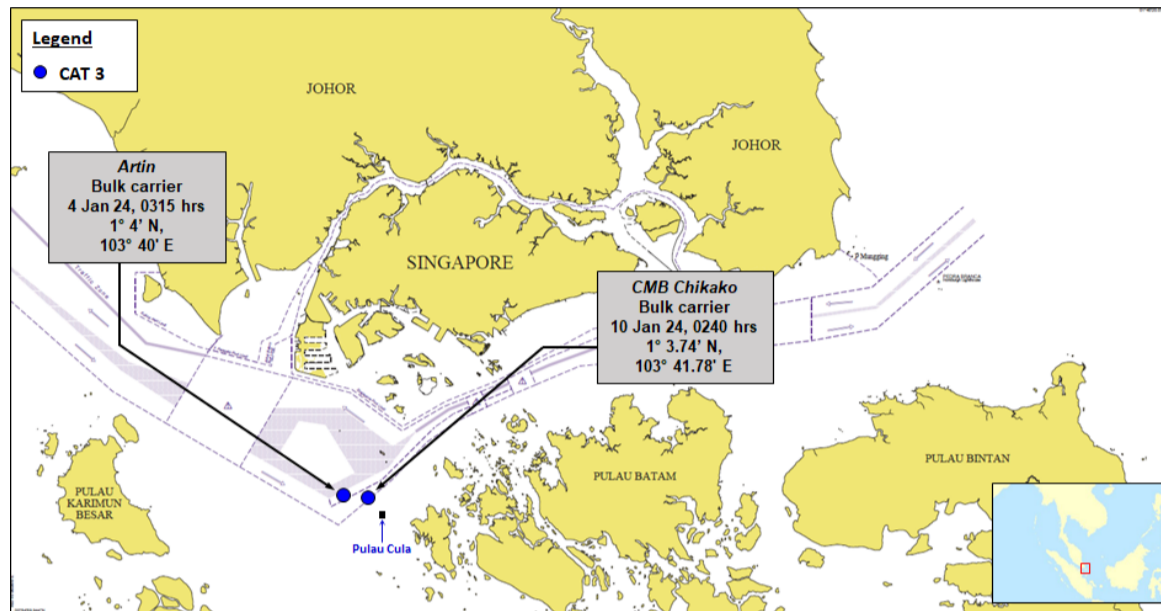 Legend
CAT 3
JOHOR
JOHOR
Artin
Bulk carrier
4 Jan 24, 0315 hrs
1° 4' N,
103° 40' E
SINGAPORE
CMB Chikako
Bulk carrier
10 Jan 24, 0240 hrs
1° 3.74' N,
103° 41.78' E
Traffic Zone
PULAU
KARIMUN
BESAR
PULAU BATAM
PULAU BINTAN
Pulau Cula